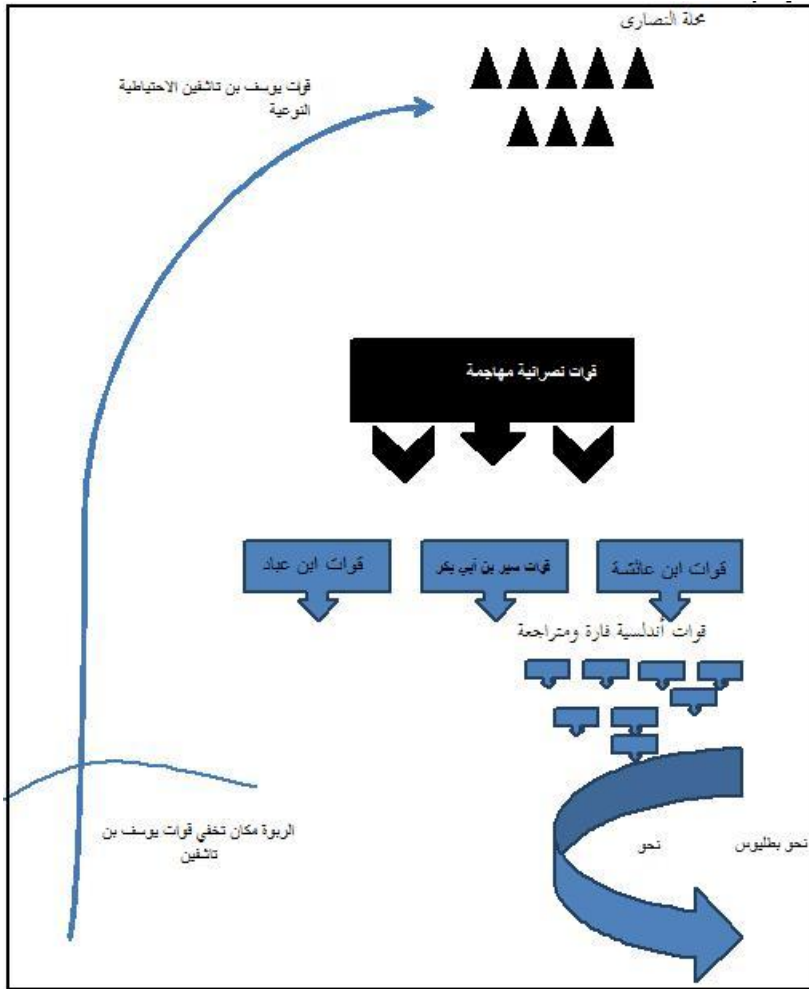 محلة النصارى
قوات يوسف بن تاشفين الاحتياطية
النوعية
قوات نصرانية مهاجمة
قوات ابن عائشة
قوات سير بن أبي بكر
قوات ابن عباد
قوات أندلسية فارة ومتراجعة
الربوة مكان تخفي قوات يوسف بن
تاشفين
نحو بطليوس
نحو